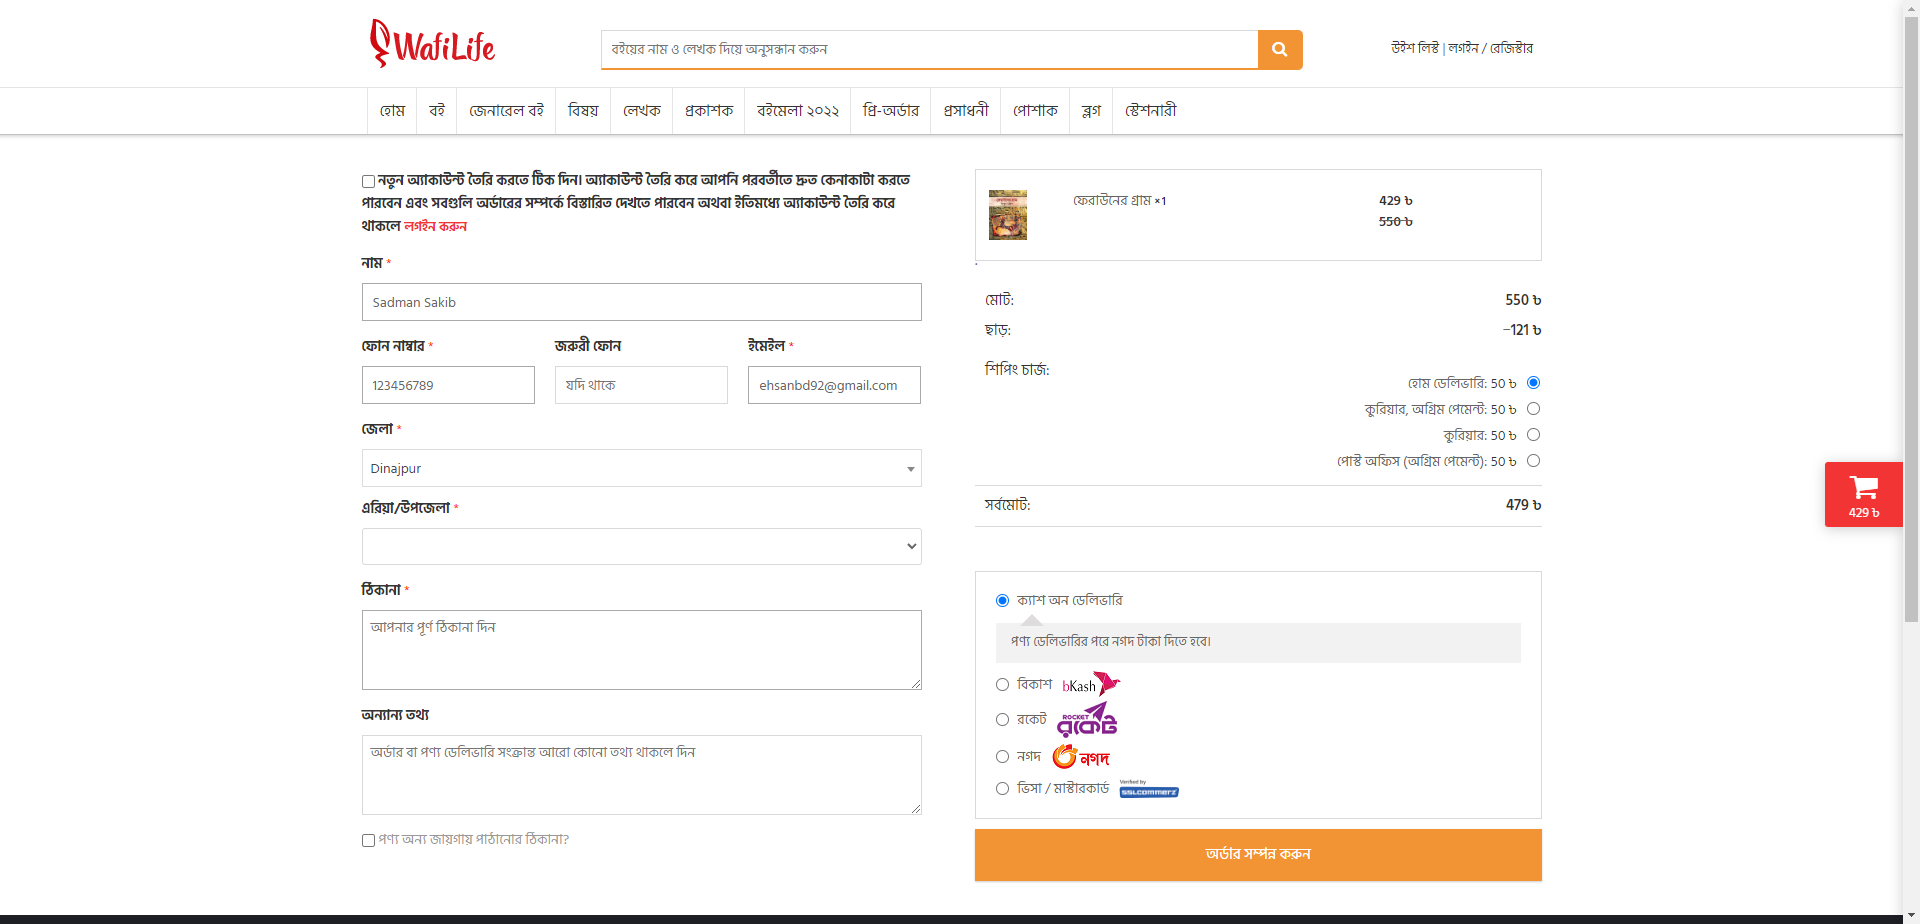 WafiLife
বইয়ের নাম ও লেখক দিয়ে অনুসন্ধান করুন
উইশ লিস্ট | লগইন / রেজিস্টার
হোম
বই
জেনারেল বই
বিষয়
লেখক
প্রকাশক
বইমেলা ২০২২
প্রি-অর্ডার
প্রসাধনী
পোশাক
ব্লগ
স্টেশনারী
নতুন অ্যাকাউন্ট তৈরি করতে টিক দিন। অ্যাকাউন্ট তৈরি করে আপনি পরবর্তীতে দ্রুত কেনাকাটা করতে
পারবেন এবং সবগুলি অর্ডারের সম্পর্কে বিস্তারিত দেখতে পারবেন অথবা ইতিমধ্যে অ্যাকাউন্ট তৈরি করে
থাকলে লগইন করুন
নাম *
Sadman Sakib
ফোন নাম্বার *
জরুরী ফোন
ইমেইল *
123456789
যদি থাকে
ehsanbd92@gmail.com
জেলা *
Dinajpur
এরিয়া/উপজেলা *
ঠিকানা *
আপনার পূর্ণ ঠিকানা দিন
অন্যান্য তথ্য
অর্ডার বা পণ্য ডেলিভারি সংক্রান্ত আরো কোনো তথ্য থাকলে দিন
পণ্য অন্য জায়গায় পাঠানোর ঠিকানা?
ফেরাউনের গ্রাম ×1
429 ৳
550 ৳
মোট: 550 ৳
ছাড়: -121 ৳
শিপিং চার্জ:
হোম ডেলিভারি: 50 ৳
কুরিয়ার, অগ্রিম পেমেন্ট: 50 ৳
কুরিয়ার: 50 ৳
পোস্ট অফিস (অগ্রিম পেমেন্ট): 50 ৳
সর্বমোট: 479 ৳
429 ৳
ক্যাশ অন ডেলিভারি
পণ্য ডেলিভারির পরে নগদ টাকা দিতে হবে।
বিকাশ bKash
রকেট ROCKET রকেট
নগদ নগদ
ভিসা / মাস্টারকার্ড Verified by SSLCOMMERZ
অর্ডার সম্পন্ন করুন